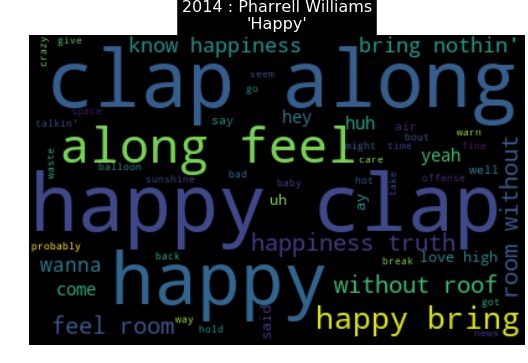 2014 : Pharrell Williams
'Happy'
crazy
give
know happiness
bring nothin'
clap along
seem
go
space
talkin'
say
hey
huh
air
bout
warn
along feel
might
time
fine
yeah
waste
balloon
care
well
sunshine
bad
baby
hot
take
offense
happy clap
uh
ay
room without
probably
happiness truth
wanna
back
break
love high
come
happy
without roof
got
feel room
way
hold
said
happy bring
news